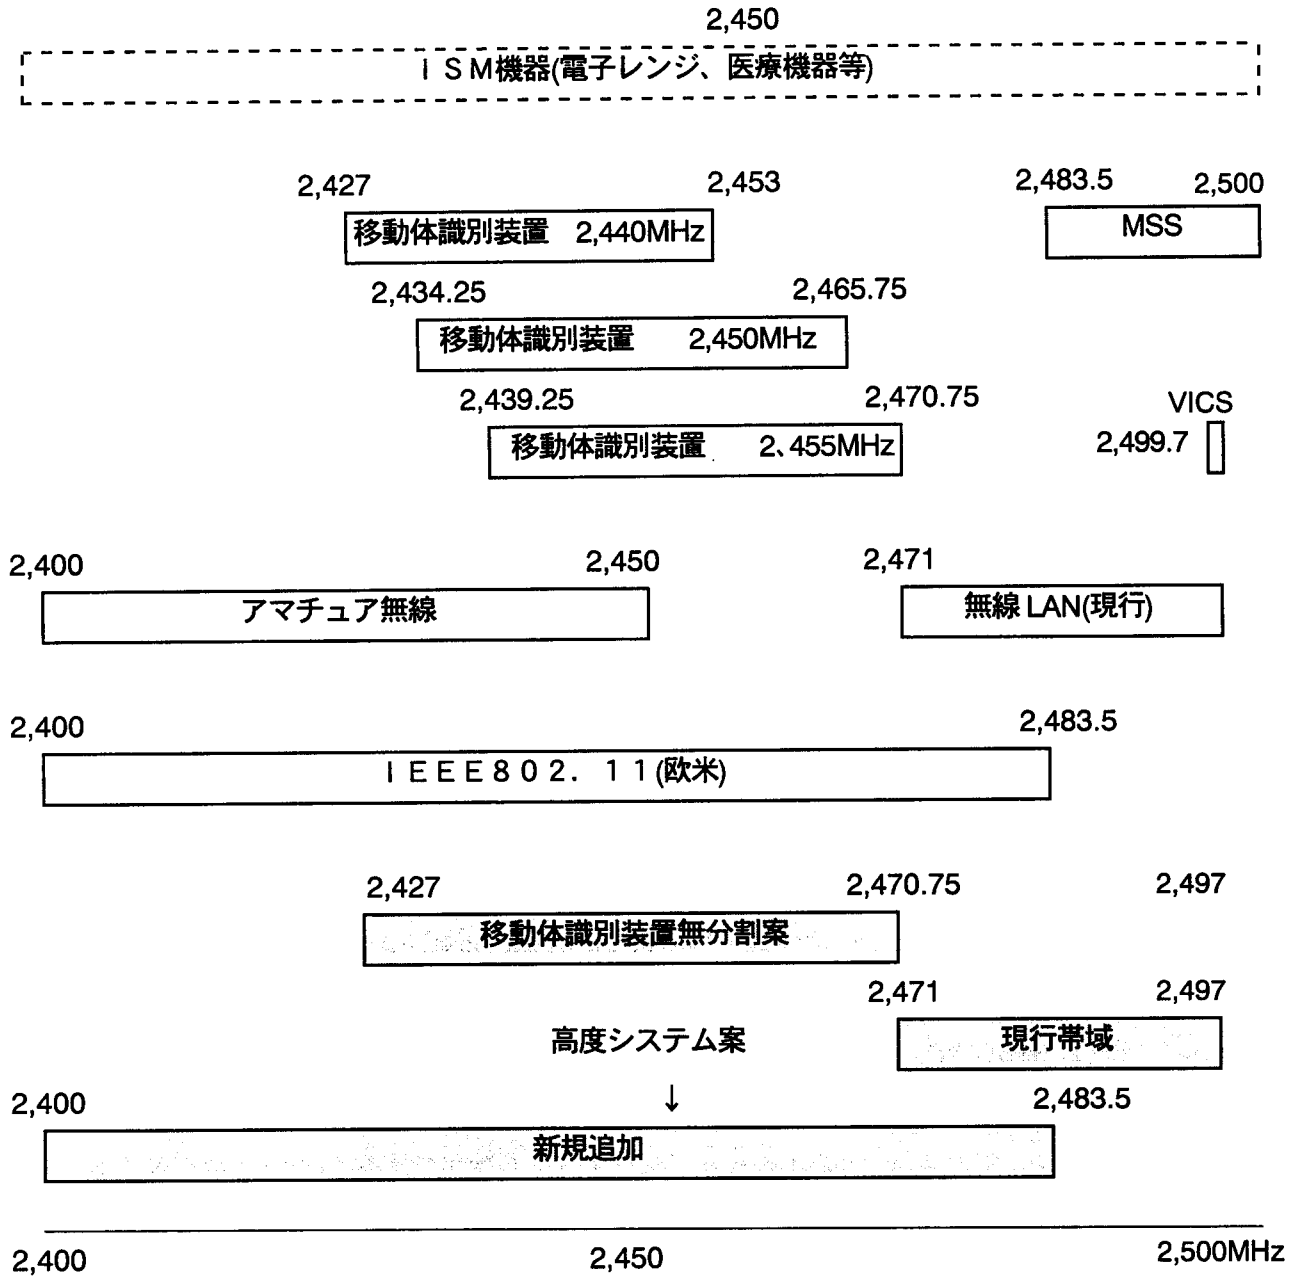 2,450
ＩＳＭ機器(電子レンジ、医療機器等)
2,427 2,453 2,483.5 2,500
移動体識別装置 2,440MHz MSS
2,434.25 2,465.75
移動体識別装置 2,450MHz
2,439.25 2,470.75 VICS
移動体識別装置 2、455MHz 2,499.7
2,400 2,450 2,471
アマチュア無線 無線 LAN(現行)
2,400 2,483.5
ＩＥＥＥ８０２．１１(欧米)
2,427 2,470.75 2,497
移動体識別装置無分割案
2,471 2,497
高度システム案 現行帯域
↓
2,400 2,483.5
新規追加
2,400 2,450 2,500MHz